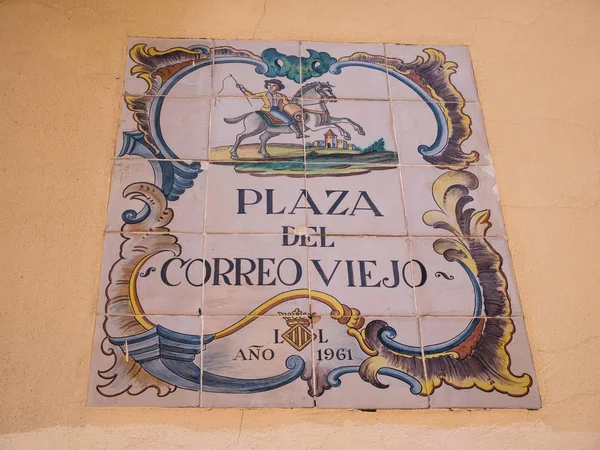 PLAZA
DEL
CORREO VIEJO
L L
AÑO 1961